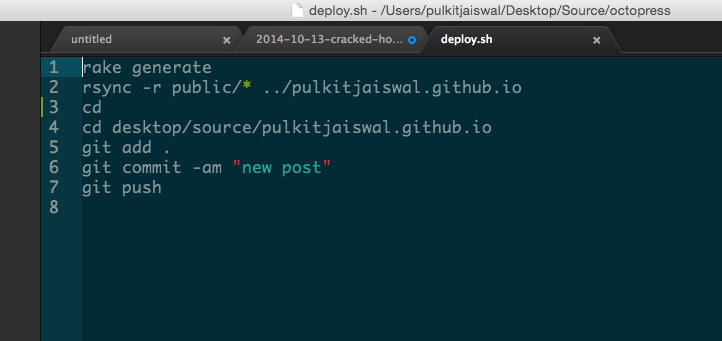 deploy.sh - /Users/pulkitjaiswal/Desktop/Source/octopress
untitled × 2014-10-13-cracked-ho... deploy.sh ×
1 rake generate
2 rsync -r public/* ../pulkitjaiswal.github.io
3 cd
4 cd desktop/source/pulkitjaiswal.github.io
5 git add .
6 git commit -am "new post"
7 git push
8